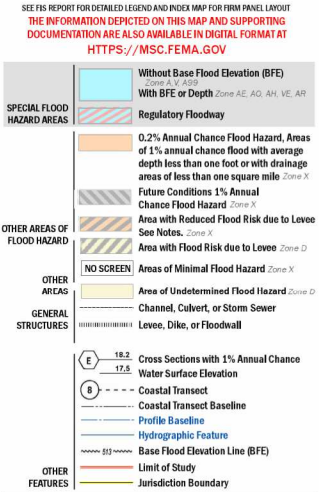 SEE FIS REPORT FOR DETAILED LEGEND AND INDEX MAP FOR FIRM PANEL LAYOUT
THE INFORMATION DEPICTED ON THIS MAP AND SUPPORTING
DOCUMENTATION ARE ALSO AVAILABLE IN DIGITAL FORMAT AT
HTTPS://MSC.FEMA.GOV
SPECIAL FLOOD
HAZARD AREAS
Without Base Flood Elevation (BFE)
Zone A,V, A99
With BFE or Depth Zone AE, AO, AH, VE, AR
Regulatory Floodway
OTHER AREAS OF
FLOOD HAZARD
0.2% Annual Chance Flood Hazard, Areas
of 1% annual chance flood with average
depth less than one foot or with drainage
areas of less than one square mile Zone X
Future Conditions 1% Annual
Chance Flood Hazard Zone X
Area with Reduced Flood Risk due to Levee
See Notes. Zone X
Area with Flood Risk due to Levee Zone D
OTHER
AREAS
NO SCREEN Areas of Minimal Flood Hazard Zone X
Area of Undetermined Flood Hazard Zone D
GENERAL
STRUCTURES
Channel, Culvert, or Storm Sewer
Levee, Dike, or Floodwall
OTHER
FEATURES
E 18.2 Cross Sections with 1% Annual Chance
17.5 Water Surface Elevation
8 Coastal Transect
Coastal Transect Baseline
Profile Baseline
Hydrographic Feature
513 Base Flood Elevation Line (BFE)
Limit of Study
Jurisdiction Boundary